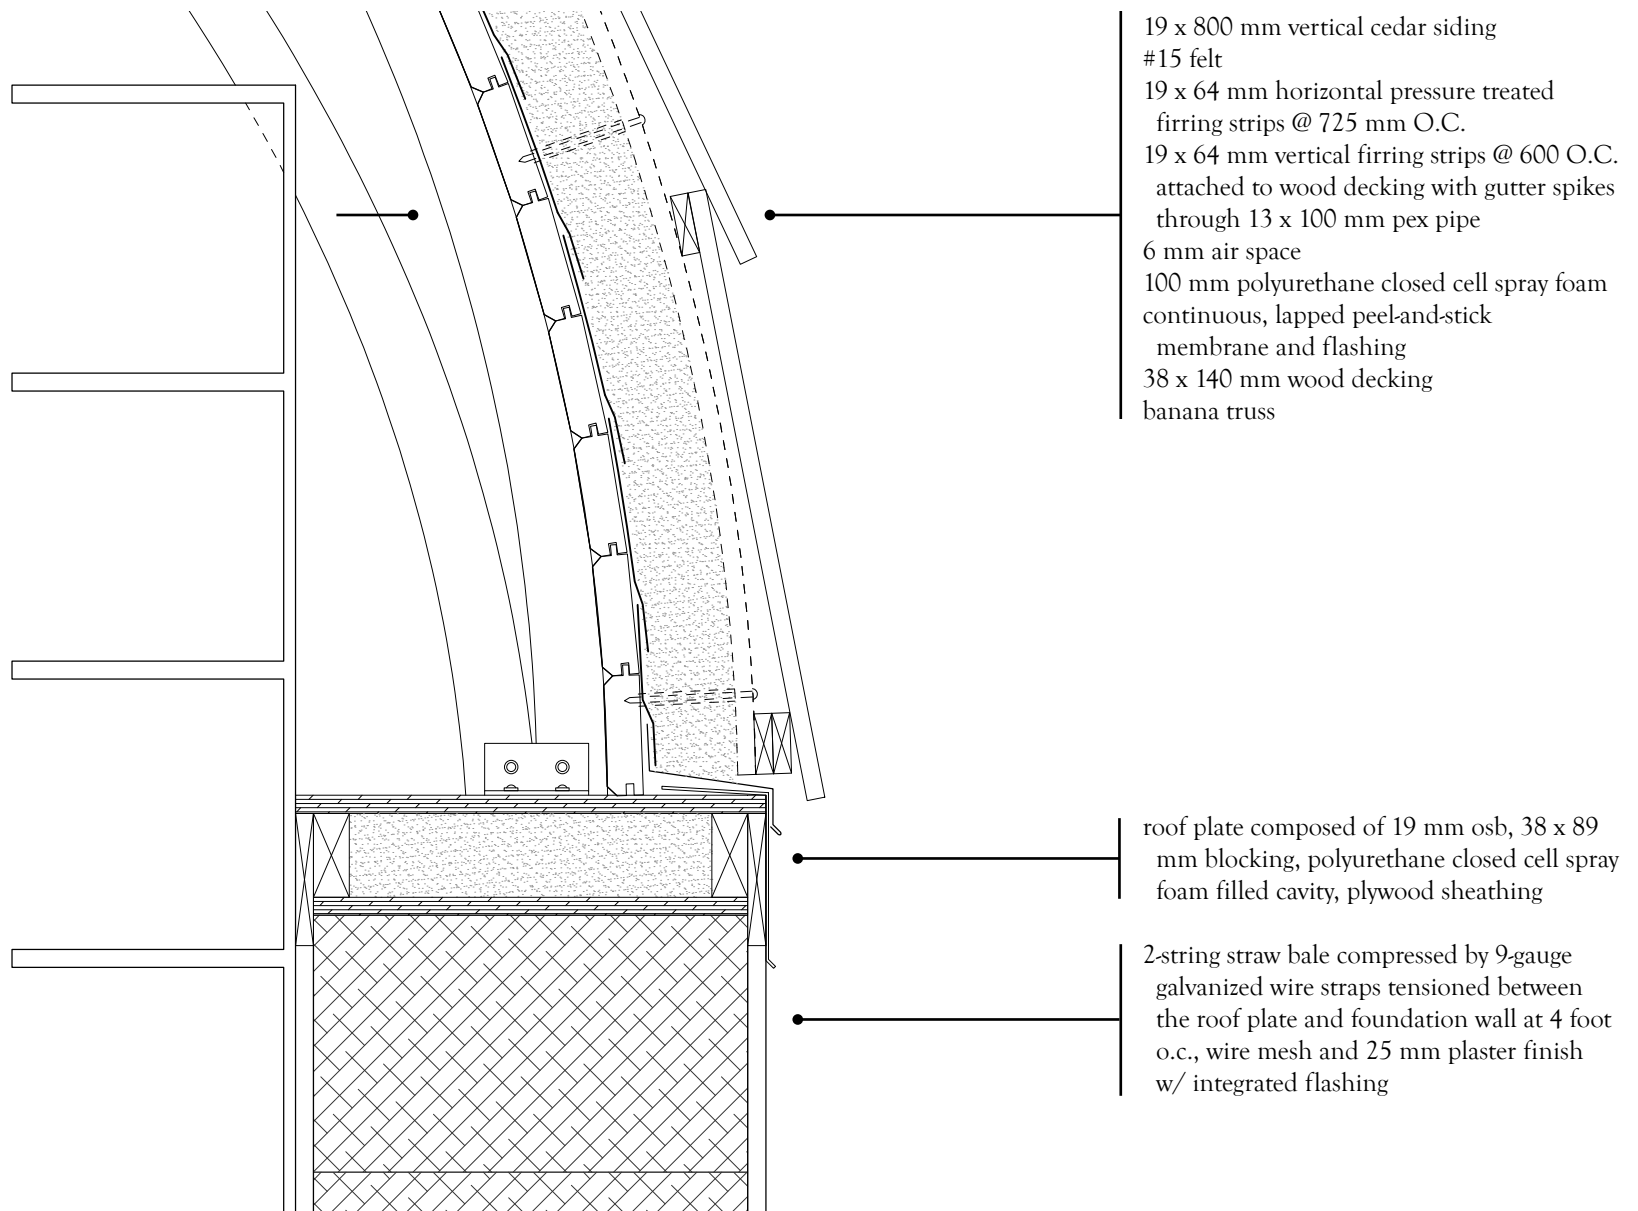 19 x 800 mm vertical cedar siding
#15 felt
19 x 64 mm horizontal pressure treated
firring strips @ 725 mm O.C.
19 x 64 mm vertical firring strips @ 600 O.C.
attached to wood decking with gutter spikes
through 13 x 100 mm pex pipe
6 mm air space
100 mm polyurethane closed cell spray foam
continuous, lapped peel-and-stick
membrane and flashing
38 x 140 mm wood decking
banana truss
roof plate composed of 19 mm osb, 38 x 89
mm blocking, polyurethane closed cell spray
foam filled cavity, plywood sheathing
2-string straw bale compressed by 9-gauge
galvanized wire straps tensioned between
the roof plate and foundation wall at 4 foot
o.c., wire mesh and 25 mm plaster finish
w/ integrated flashing